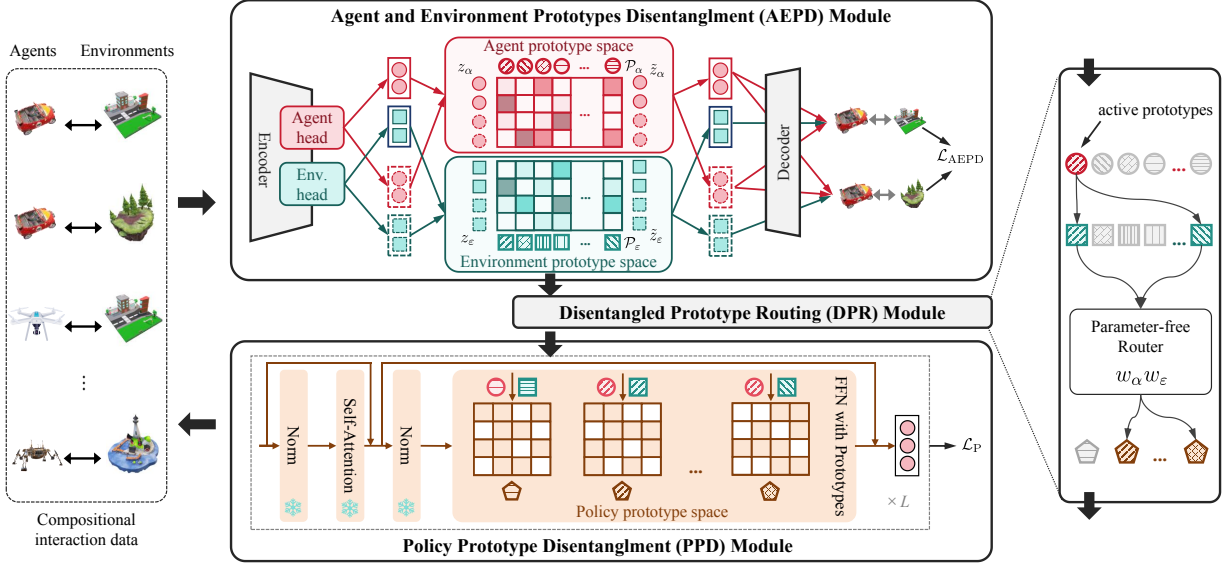 Agent and Environment Prototypes Disentanglment (AEPD) Module
Agents
Environments
⋮
Compositional
interaction data
Encoder
Agent
head
Env.
head
Agent prototype space
z_α
...
P_α
z̃_α
...
...
z_ε
...
P_ε
z̃_ε
Environment prototype space
Decoder
L_AEPD
Disentangled Prototype Routing (DPR) Module
Norm
Self-Attention
Norm
...
Policy prototype space
FFN with Prototypes
× L
L_P
Policy Prototype Disentanglment (PPD) Module
active prototypes
...
...
Parameter-free
Router
w_α w_ε
...